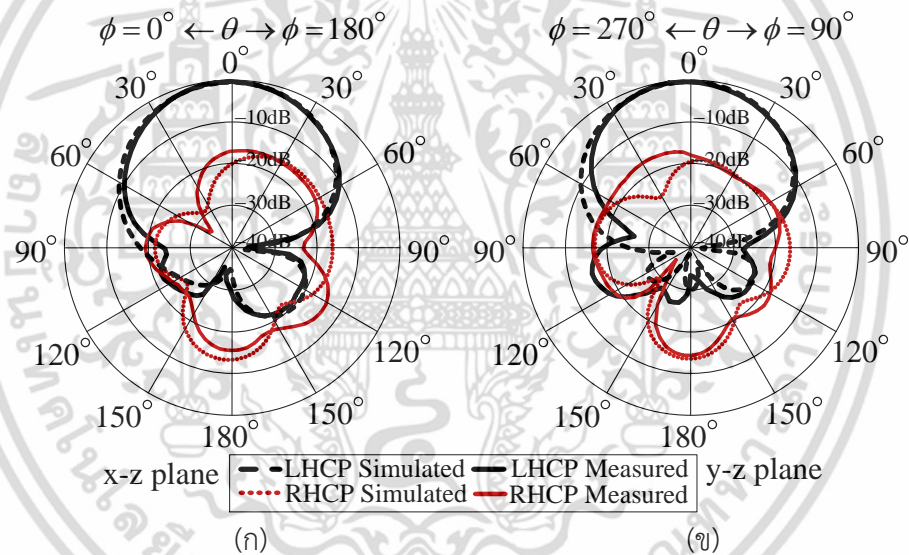 ϕ = 0° ← θ → ϕ = 180°
0°
30° 30°
60° 60°
90° 90°
120° 120°
150° 150°
180°
–10dB
–20dB
–30dB
–40dB
x-z plane
(ก)
ϕ = 270° ← θ → ϕ = 90°
0°
30° 30°
60° 60°
90° 90°
120° 120°
150° 150°
180°
–10dB
–20dB
–30dB
–40dB
y-z plane
(ข)
LHCP Simulated LHCP Measured
RHCP Simulated RHCP Measured